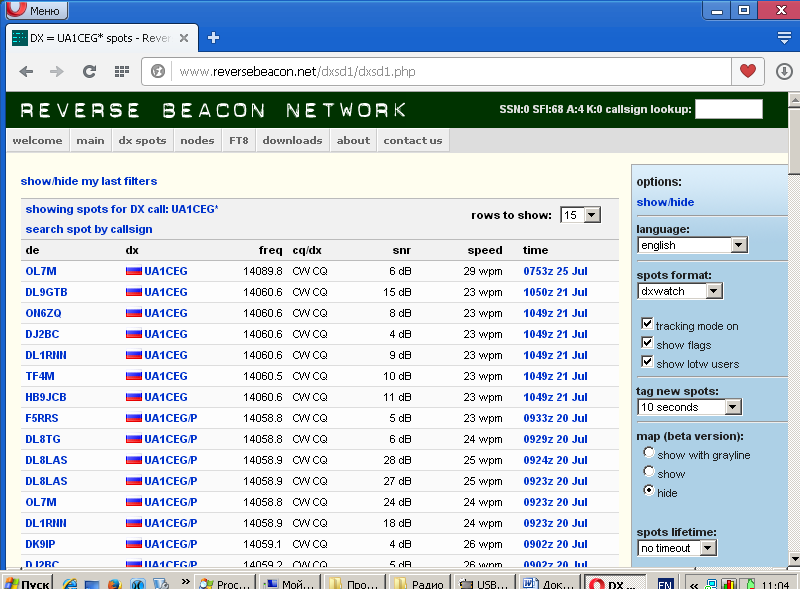 Меню
DX = UA1CEG* spots - Rever
www.reversebeacon.net/dxsd1/dxsd1.php
REVERSE BEACON NETWORK
SSN:0 SFI:68 A:4 K:0 callsign lookup:
welcome main dx spots nodes FT8 downloads about contact us
show/hide my last filters
showing spots for DX call: UA1CEG*
rows to show: 15
search spot by callsign
de dx freq cq/dx snr speed time
OL7M UA1CEG 14089.8 CW CQ 6 dB 29 wpm 0753z 25 Jul
DL9GTB UA1CEG 14060.6 CW CQ 15 dB 23 wpm 1050z 21 Jul
ON6ZQ UA1CEG 14060.6 CW CQ 8 dB 23 wpm 1049z 21 Jul
DJ2BC UA1CEG 14060.6 CW CQ 4 dB 23 wpm 1049z 21 Jul
DL1RNN UA1CEG 14060.6 CW CQ 9 dB 23 wpm 1049z 21 Jul
TF4M UA1CEG 14060.5 CW CQ 10 dB 23 wpm 1049z 21 Jul
HB9JCB UA1CEG 14060.6 CW CQ 11 dB 23 wpm 1049z 21 Jul
F5RRS UA1CEG/P 14058.8 CW CQ 5 dB 23 wpm 0933z 20 Jul
DL8TG UA1CEG/P 14058.8 CW CQ 6 dB 24 wpm 0929z 20 Jul
DL8LAS UA1CEG/P 14058.9 CW CQ 28 dB 25 wpm 0924z 20 Jul
DL8LAS UA1CEG/P 14058.9 CW CQ 27 dB 25 wpm 0923z 20 Jul
OL7M UA1CEG/P 14058.8 CW CQ 24 dB 24 wpm 0923z 20 Jul
DL1RNN UA1CEG/P 14058.9 CW CQ 18 dB 24 wpm 0923z 20 Jul
DK9IP UA1CEG/P 14059.1 CW CQ 4 dB 26 wpm 0902z 20 Jul
DJ2BC UA1CEG/P 14059.2 CW CQ 5 dB 26 wpm 0902z 20 Jul
options:
show/hide
language:
english
spots format:
dxwatch
tracking mode on
show flags
show lotw users
tag new spots:
10 seconds
map (beta version):
show with grayline
show
hide
spots lifetime:
no timeout
Пуск » Proc... Мой... Про... Радио USB... Док... DX ... EN « 11:04